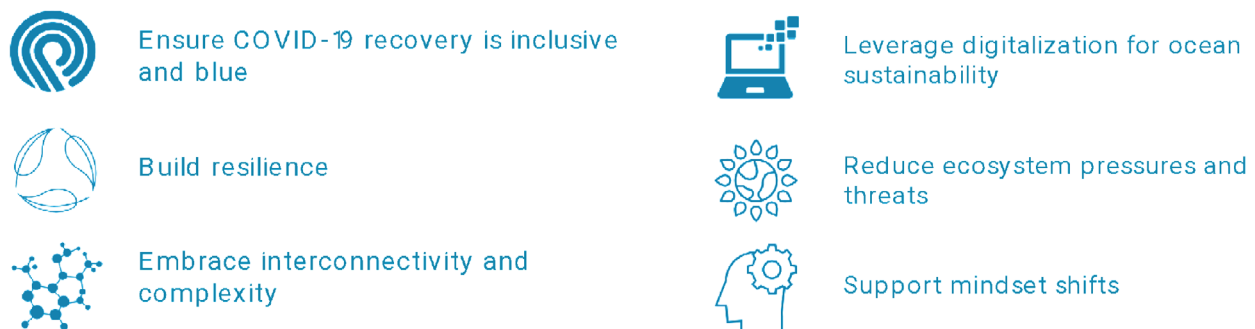 Ensure COVID-19 recovery is inclusive
and blue
Build resilience
Embrace interconnectivity and
complexity
Leverage digitalization for ocean
sustainability
Reduce ecosystem pressures and
threats
Support mindset shifts